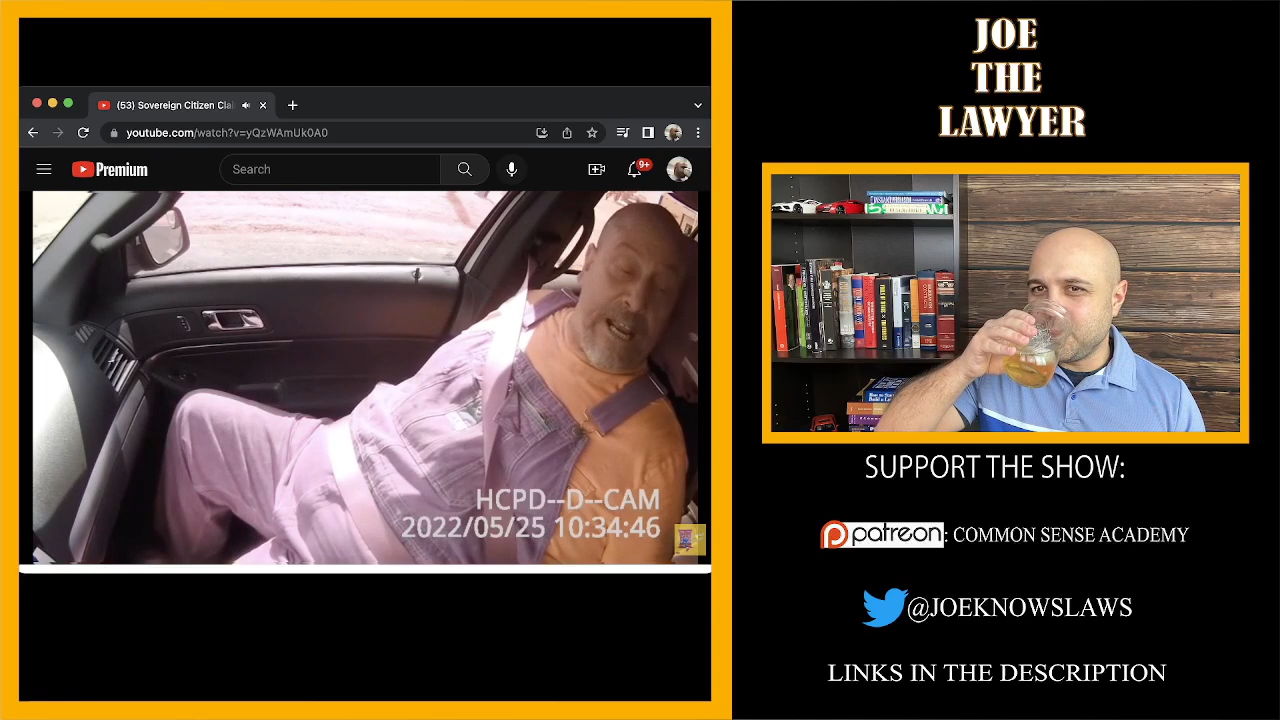 (53) Sovereign Citizen Clai
youtube.com/watch?v=yQzWAmUk0A0
Premium
Search
9+
HCPD--D--CAM
2022/05/25 10:34:46
JOE
THE
LAWYER
SUPPORT THE SHOW:
patreon: COMMON SENSE ACADEMY
@JOEKNOWSLAWS
LINKS IN THE DESCRIPTION